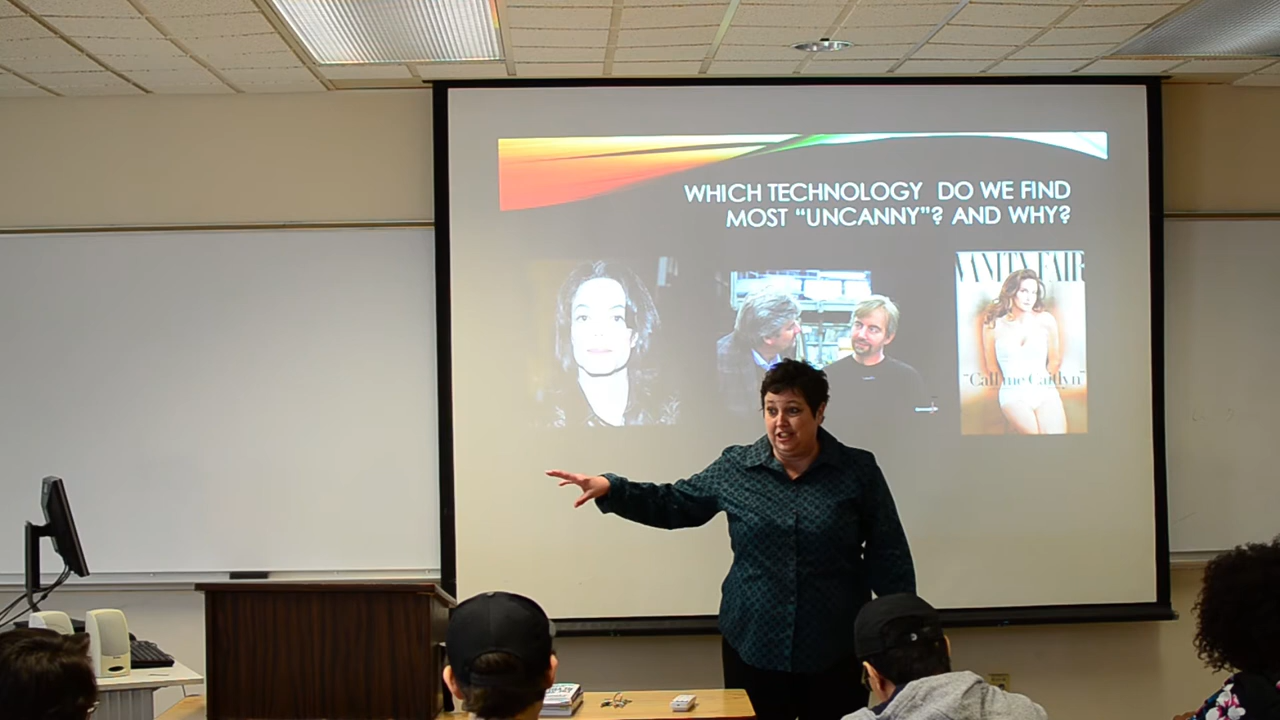 WHICH TECHNOLOGY DO WE FIND
MOST “UNCANNY”? AND WHY?
VANITY FAIR
“Call me Caitlyn”